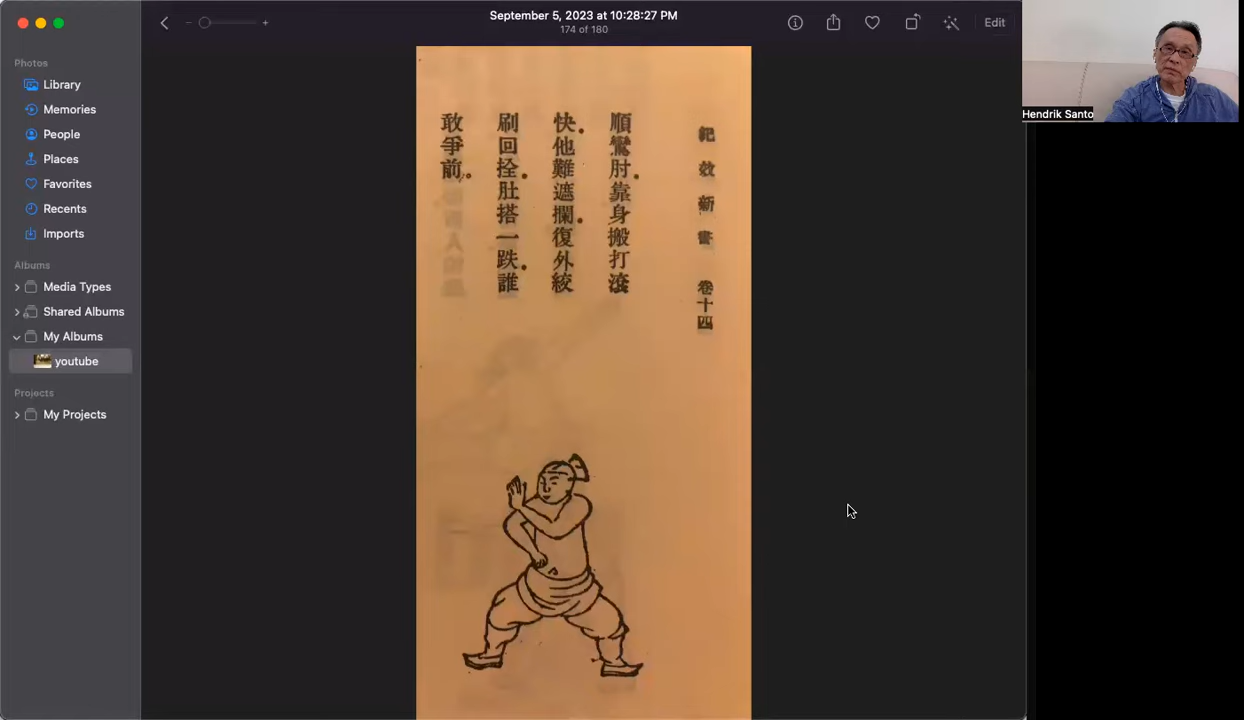 September 5, 2023 at 10:28:27 PM
174 of 180
Edit
Photos
Library
Memories
People
Places
Favorites
Recents
Imports
Albums
Media Types
Shared Albums
My Albums
youtube
Projects
My Projects
Hendrik Santo
紀效新書 卷十四
順鸞肘。靠身搬打滾
快。他難遮攔。復外絞
刷回拴。肚搭一跌。誰
敢爭前。